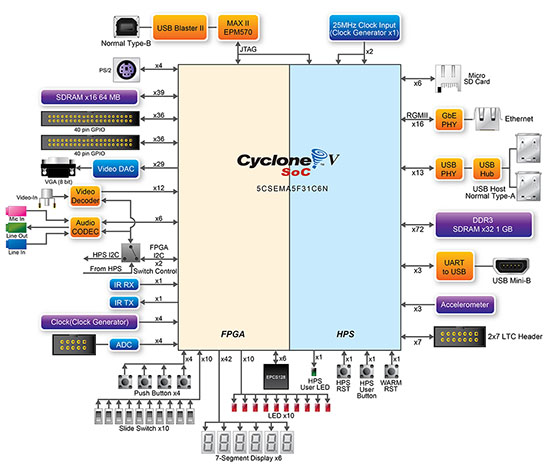 USB Blaster II
MAX II
EPM570
25MHz Clock Input
(Clock Generator x1)
Normal Type-B
JTAG
x2
PS/2
x4
x6
Micro
SD Card
SDRAM x16 64 MB
x39
40 pin GPIO
x36
RGMII
x16
GbE
PHY
Ethernet
40 pin GPIO
x36
Cyclone V
SoC
5CSEMA5F31C6N
VGA (8 bit)
Video DAC
x29
x13
USB
PHY
USB
Hub
USB Host
Normal Type-A
Video-In
Video
Decoder
x12
Mic In
Line Out
Line In
Audio
CODEC
x6
x72
DDR3
SDRAM x32 1 GB
HPS I2C
FPGA
I2C
x2
From HPS
Switch Control
x3
UART
to USB
USB Mini-B
IR RX
x1
IR TX
x1
x3
Accelerometer
Clock(Clock Generator)
x4
ADC
x4
FPGA
HPS
x7
2x7 LTC Header
x4
x10
x42
x10
x6
x1
x1
x1
x1
EPCS128
HPS
User LED
HPS
RST
HPS
User
Button
WARM
RST
Push Button x4
LED x10
Slide Switch x10
7-Segment Display x6